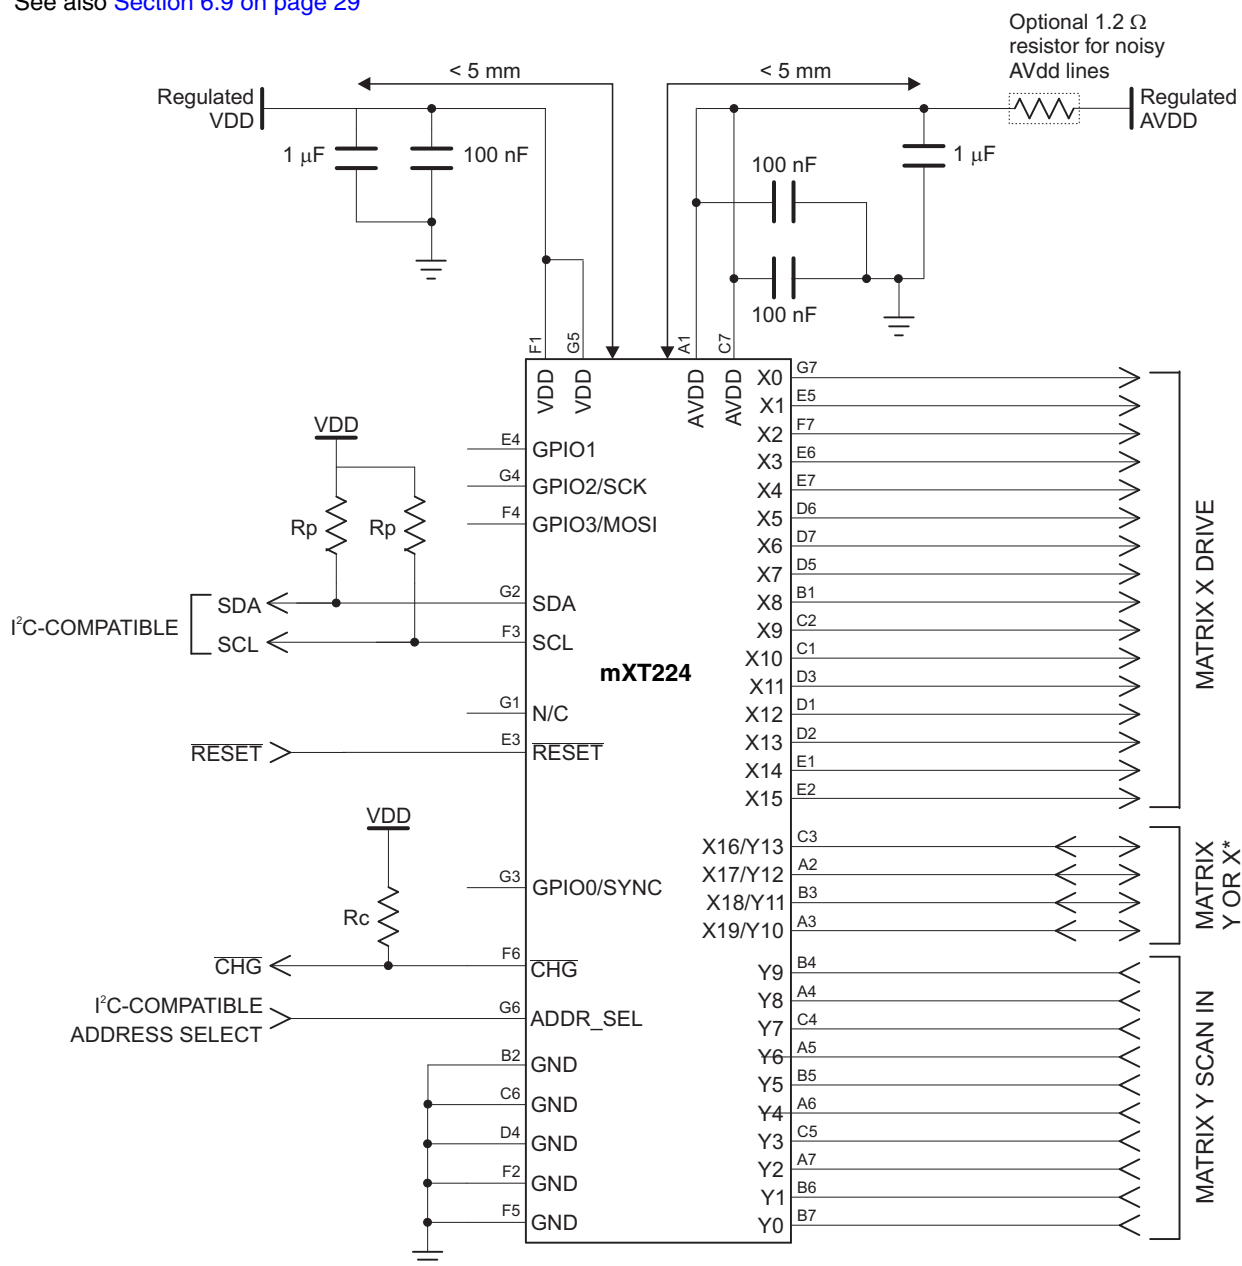 See also Section 6.9 on page 29
Optional 1.2 Ω
resistor for noisy
AVdd lines
< 5 mm
< 5 mm
Regulated
VDD
Regulated
AVDD
1 μF
100 nF
100 nF
1 μF
100 nF
F1
G5
A1
C7
VDD
VDD
AVDD
AVDD
mXT224
VDD
Rp
Rp
E4 GPIO1
G4 GPIO2/SCK
F4 GPIO3/MOSI
I²C-COMPATIBLE
SDA G2 SDA
SCL F3 SCL
G1 N/C
RESET E3 RESET
VDD
Rc
G3 GPIO0/SYNC
CHG F6 CHG
I²C-COMPATIBLE
ADDRESS SELECT
G6 ADDR_SEL
B2 GND
C6 GND
D4 GND
F2 GND
F5 GND
X0 G7
X1 E5
X2 F7
X3 E6
X4 E7
X5 D6
X6 D7
X7 D5
X8 B1
X9 C2
X10 C1
X11 D3
X12 D1
X13 D2
X14 E1
X15 E2
MATRIX X DRIVE
X16/Y13 C3
X17/Y12 A2
X18/Y11 B3
X19/Y10 A3
MATRIX
Y OR X*
Y9 B4
Y8 A4
Y7 C4
Y6 A5
Y5 B5
Y4 A6
Y3 C5
Y2 A7
Y1 B6
Y0 B7
MATRIX Y SCAN IN